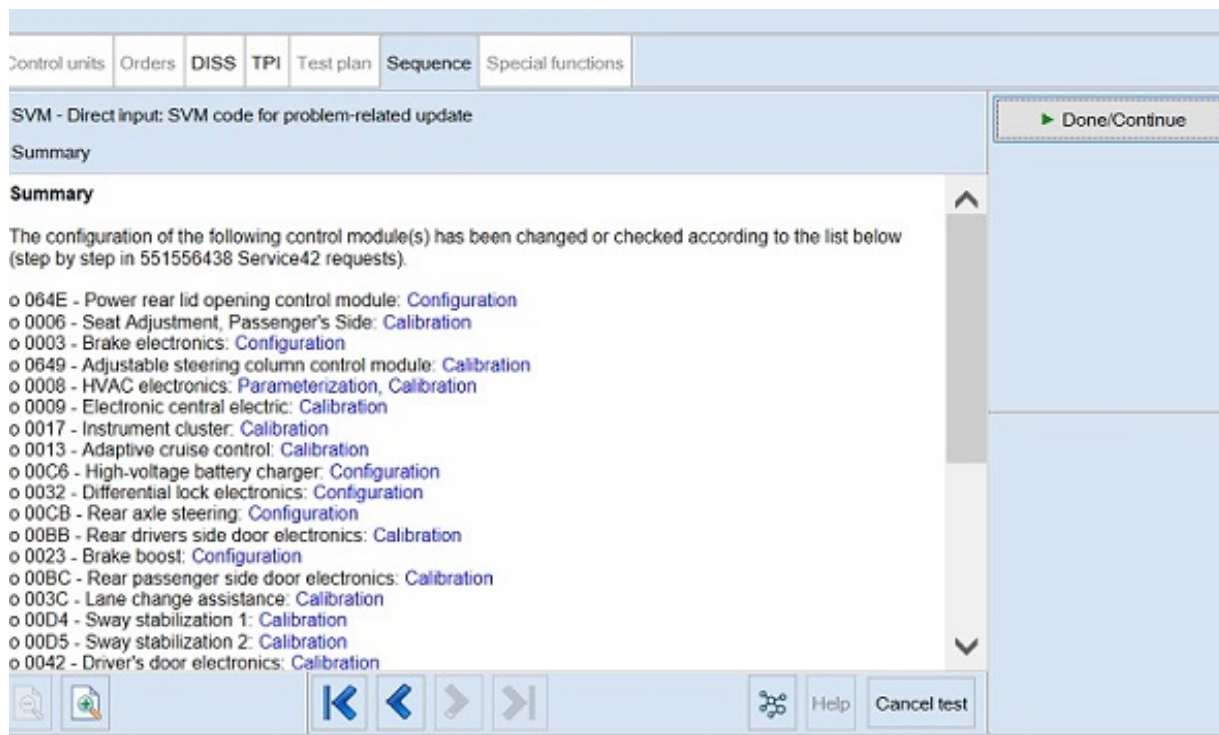 Control units Orders DISS TPI Test plan Sequence Special functions
SVM - Direct input: SVM code for problem-related update
Done/Continue
Summary
Summary
The configuration of the following control module(s) has been changed or checked according to the list below
(step by step in 551556438 Service42 requests).
o 064E - Power rear lid opening control module: Configuration
o 0006 - Seat Adjustment, Passenger's Side: Calibration
o 0003 - Brake electronics: Configuration
o 0649 - Adjustable steering column control module: Calibration
o 0008 - HVAC electronics: Parameterization, Calibration
o 0009 - Electronic central electric: Calibration
o 0017 - Instrument cluster: Calibration
o 0013 - Adaptive cruise control: Calibration
o 00C6 - High-voltage battery charger: Configuration
o 0032 - Differential lock electronics: Configuration
o 00CB - Rear axle steering: Configuration
o 00BB - Rear drivers side door electronics: Calibration
o 0023 - Brake boost: Configuration
o 00BC - Rear passenger side door electronics: Calibration
o 003C - Lane change assistance: Calibration
o 00D4 - Sway stabilization 1: Calibration
o 00D5 - Sway stabilization 2: Calibration
o 0042 - Driver's door electronics: Calibration
Help Cancel test